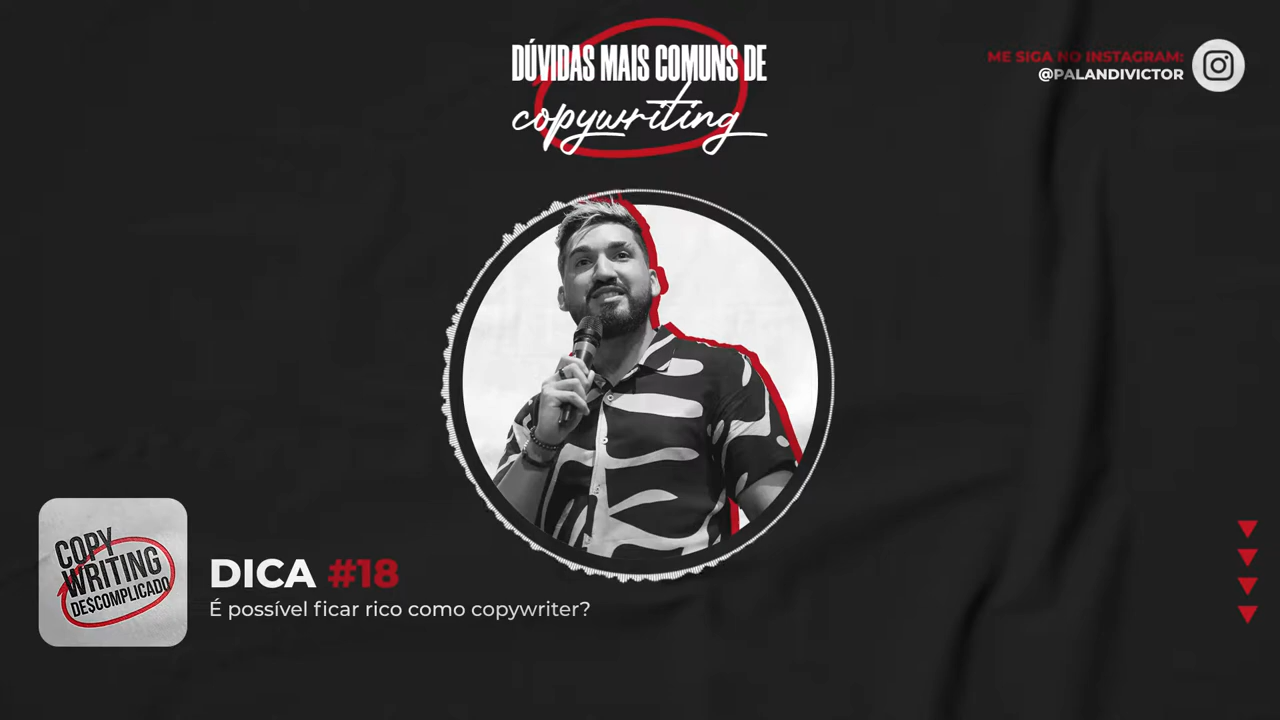 DÚVIDAS MAIS COMUNS DE
copywriting
ME SIGA NO INSTAGRAM:
@PALANDIVICTOR
COPY
WRITING
DESCOMPLICADO
DICA #18
É possível ficar rico como copywriter?